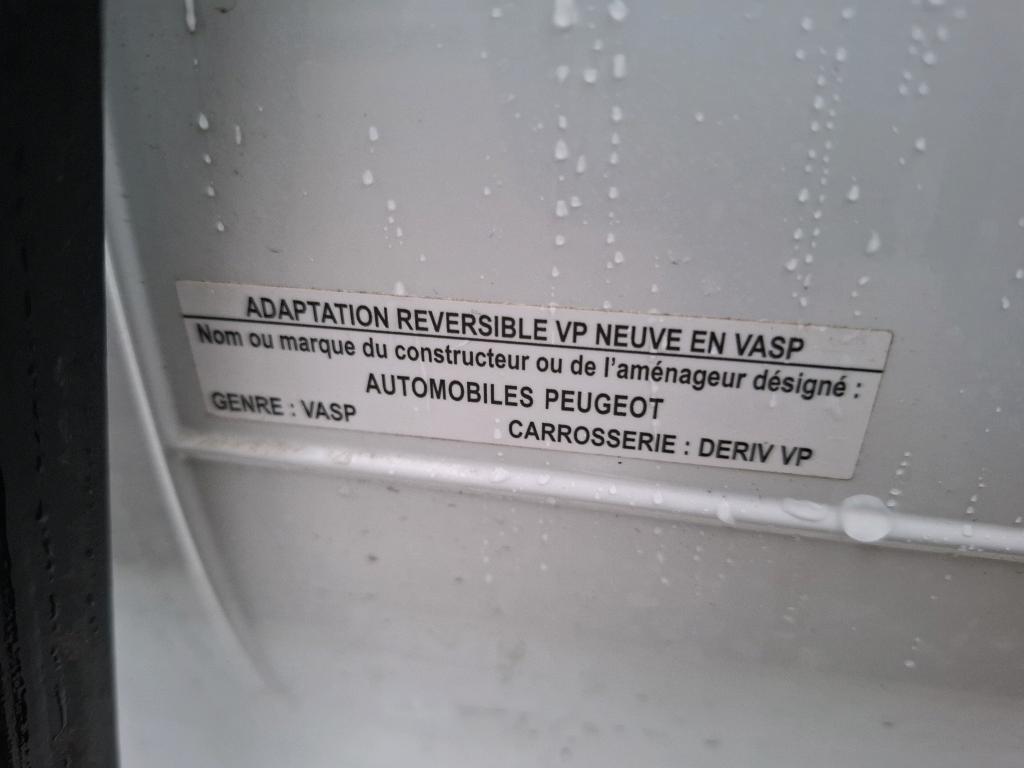 ADAPTATION REVERSIBLE VP NEUVE EN VASP
Nom ou marque du constructeur ou de l'aménageur désigné :
AUTOMOBILES PEUGEOT
GENRE : VASP CARROSSERIE : DERIV VP